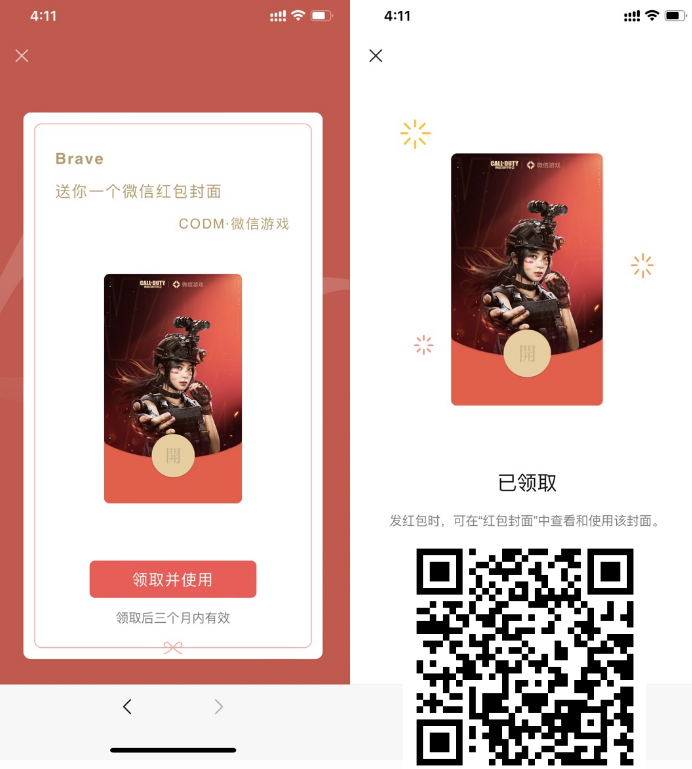 4:11
Brave
送你一个微信红包封面
CODM·微信游戏
CALL·DUTY
微信游戏
開
领取并使用
领取后三个月内有效
4:11
CALL·DUTY
微信游戏
開
已领取
发红包时，可在“红包封面”中查看和使用该封面。